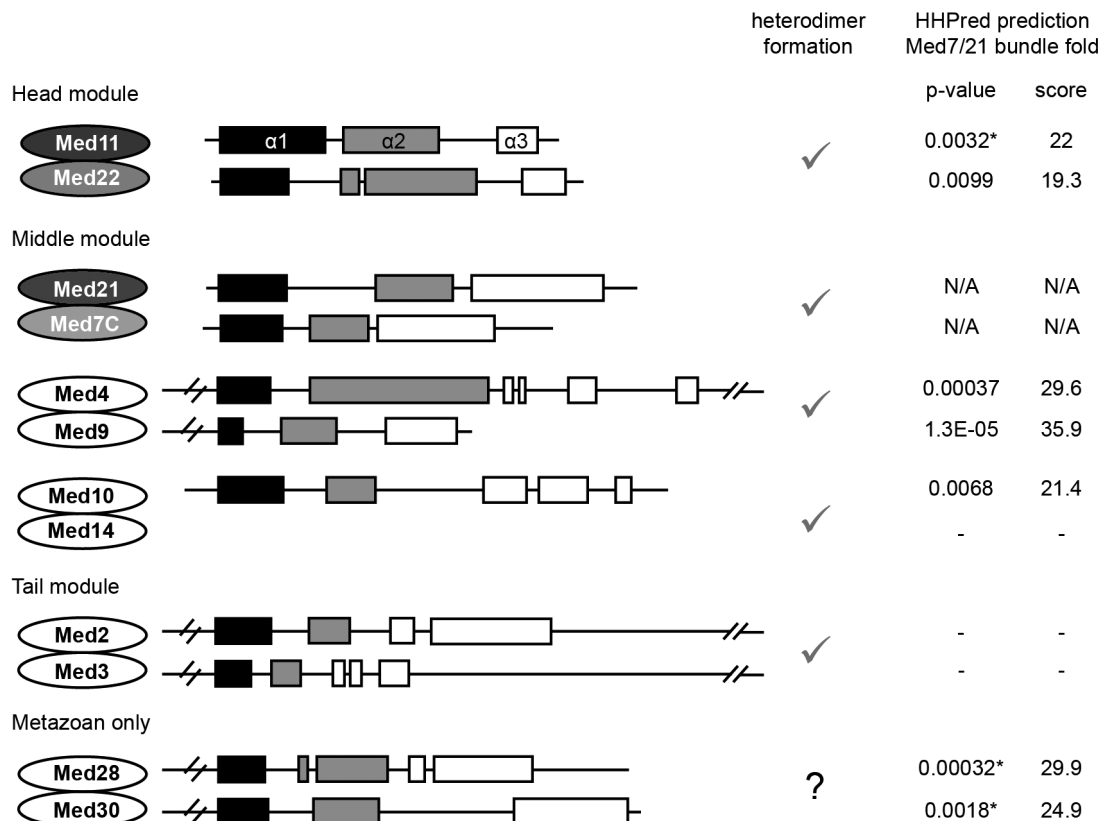 heterodimer formation
HHPred prediction
Med7/21 bundle fold
p-value score
Head module
Med11 α1 α2 α3 ✓ 0.0032* 22
Med22 0.0099 19.3
Middle module
Med21 ✓ N/A N/A
Med7C N/A N/A
Med4 ✓ 0.00037 29.6
Med9 1.3E-05 35.9
Med10 0.0068 21.4
Med14 ✓ - -
Tail module
Med2 ✓ - -
Med3 - -
Metazoan only
Med28 ? 0.00032* 29.9
Med30 0.0018* 24.9